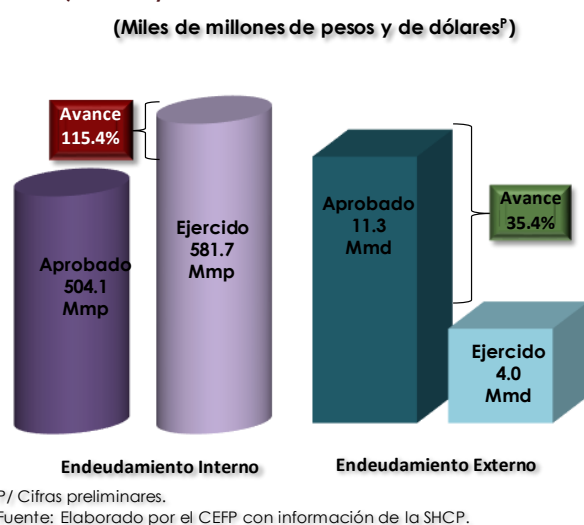 (Miles de millones de pesos y de dólaresᴾ)
Avance
115.4%
Aprobado
504.1
Mmp
Ejercido
581.7
Mmp
Aprobado
11.3
Mmd
Avance
35.4%
Ejercido
4.0
Mmd
Endeudamiento Interno
Endeudamiento Externo
P/ Cifras preliminares.
Fuente: Elaborado por el CEFP con información de la SHCP.